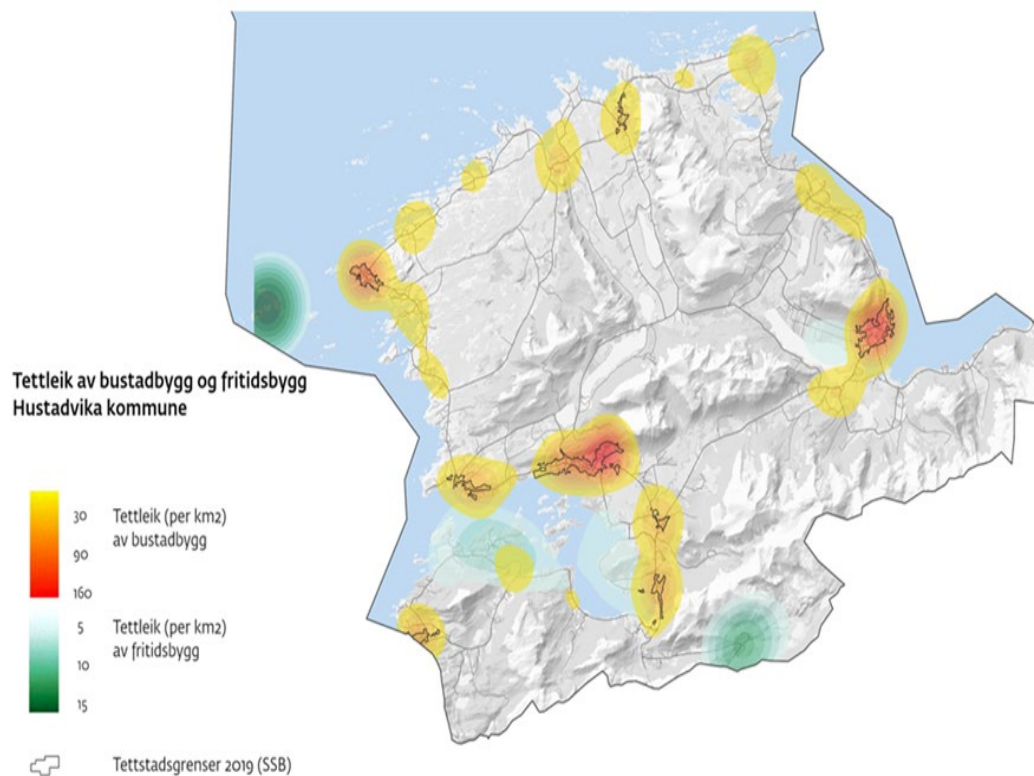 Tettleik av bustadbygg og fritidsbygg
Hustadvika kommune
30
Tettleik (per km2)
90
av bustadbygg
160
5
Tettleik (per km2)
av fritidsbygg
10
15
Tettstadsgrenser 2019 (SSB)